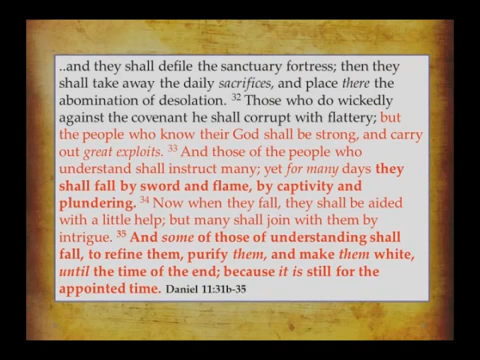 ..and they shall defile the sanctuary fortress; then they
shall take away the daily sacrifices, and place there the
abomination of desolation. 32 Those who do wickedly
against the covenant he shall corrupt with flattery; but
the people who know their God shall be strong, and carry
out great exploits. 33 And those of the people who
understand shall instruct many; yet for many days they
shall fall by sword and flame, by captivity and
plundering. 34 Now when they fall, they shall be aided
with a little help; but many shall join with them by
intrigue. 35 And some of those of understanding shall
fall, to refine them, purify them, and make them white,
until the time of the end; because it is still for the
appointed time. Daniel 11:31b-35